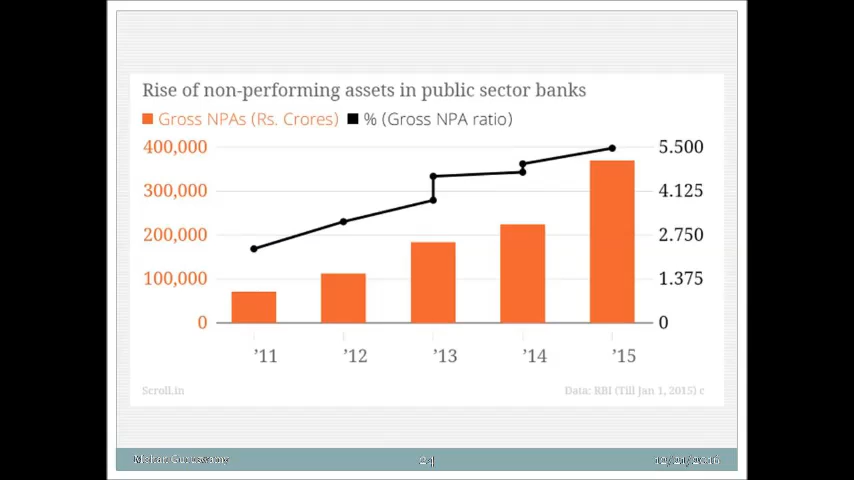 Rise of non-performing assets in public sector banks
Gross NPAs (Rs. Crores) % (Gross NPA ratio)
400,000 5.500
300,000 4.125
200,000 2.750
100,000 1.375
0 0
’11 ’12 ’13 ’14 ’15
Scroll.in Data: RBI (Till Jan 1, 2015) c
Mohan Guruswamy